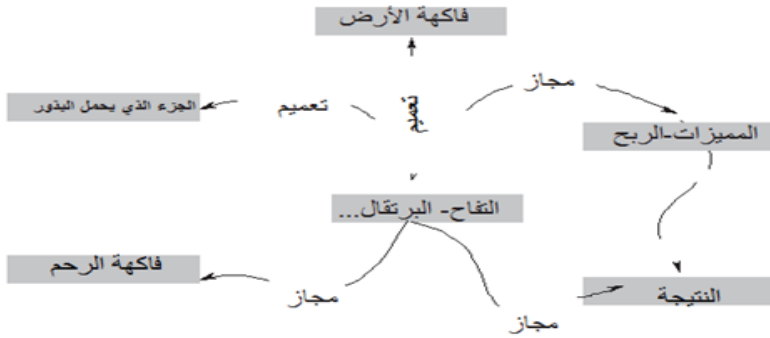 فاكهة الأرض
مجاز
الجزء الذي يحمل البذور
تعميم
تعميم
المميزات-الربح
التفاح- البرتقال...
فاكهة الرحم
مجاز
النتيجة
مجاز